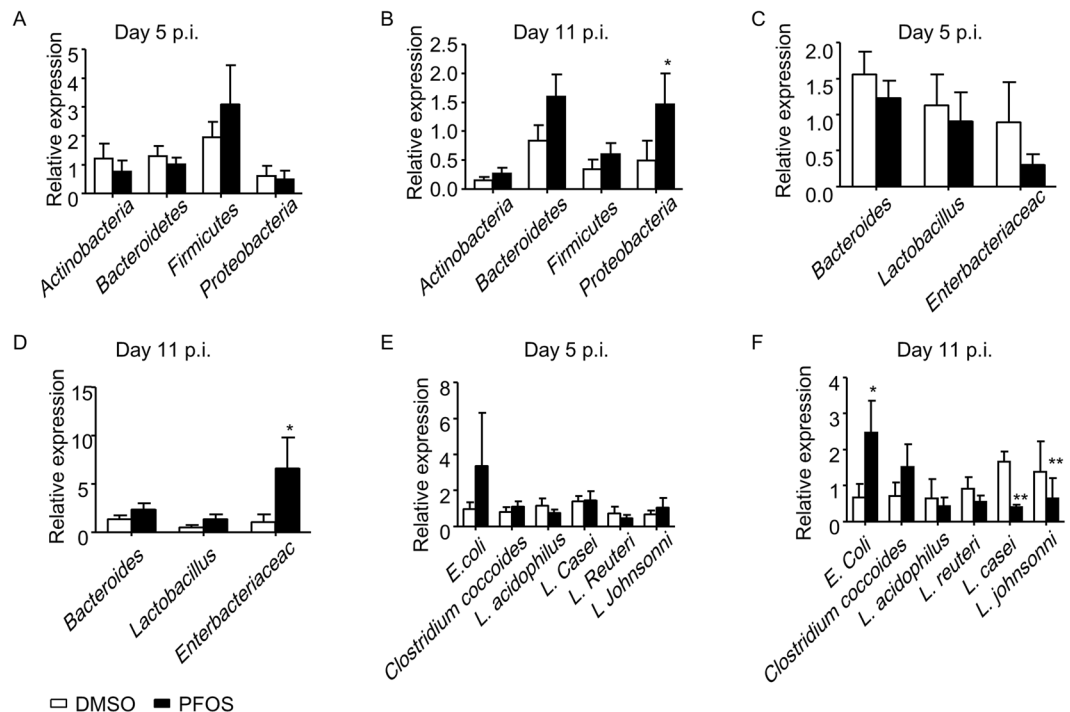 A
Day 5 p.i.
Relative expression
5
4
3
2
1
0
Actinobacteria
Bacteroidetes
Firmicutes
Proteobacteria
B
Day 11 p.i.
Relative expression
2.5
2.0
1.5
1.0
0.5
0.0
*
Actinobacteria
Bacteroidetes
Firmicutes
Proteobacteria
C
Day 5 p.i.
Relative expression
2.0
1.5
1.0
0.5
0.0
Bacteroides
Lactobacillus
Enterbacteriaceac
D
Day 11 p.i.
Relative expression
15
10
5
0
*
Bacteroides
Lactobacillus
Enterbacteriaceac
E
Day 5 p.i.
Relative expression
8
6
4
2
0
E.coli
Clostridium coccoides
L. acidophilus
L. Casei
L. Reuteri
L Johnsonni
F
Day 11 p.i.
Relative expression
4
3
2
1
0
*
**
**
E. Coli
Clostridium coccoides
L. acidophilus
L. reuteri
L. casei
L. johnsonni
DMSO PFOS